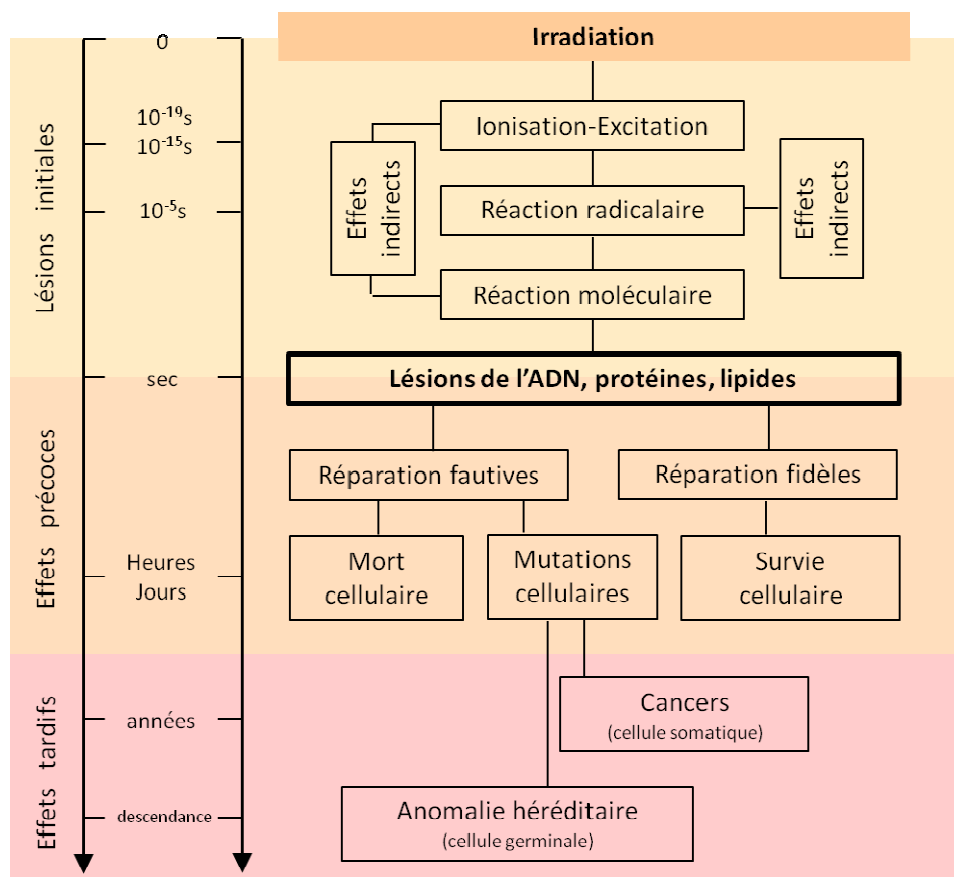 Irradiation
0
10⁻¹⁹s
10⁻¹⁵s
10⁻⁵s
sec
Heures
Jours
années
descendance
Lésions initiales
Effets précoces
Effets tardifs
Ionisation-Excitation
Effets
indirects
Réaction radicalaire
Effets
indirects
Réaction moléculaire
Lésions de l'ADN, protéines, lipides
Réparation fautives
Réparation fidèles
Mort
cellulaire
Mutations
cellulaires
Survie
cellulaire
Cancers
(cellule somatique)
Anomalie héréditaire
(cellule germinale)